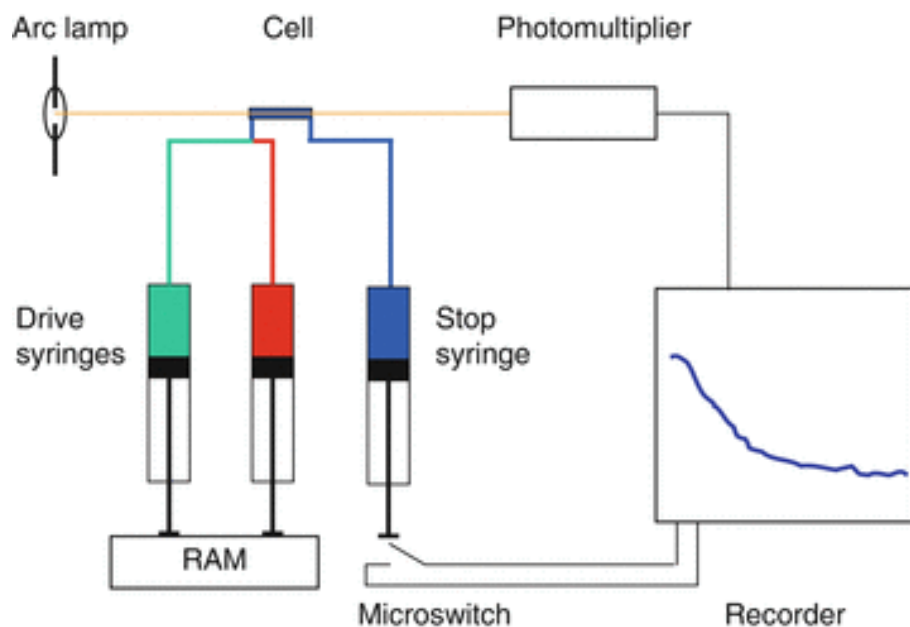 Arc lamp
Cell
Photomultiplier
Drive
syringes
Stop
syringe
RAM
Microswitch
Recorder